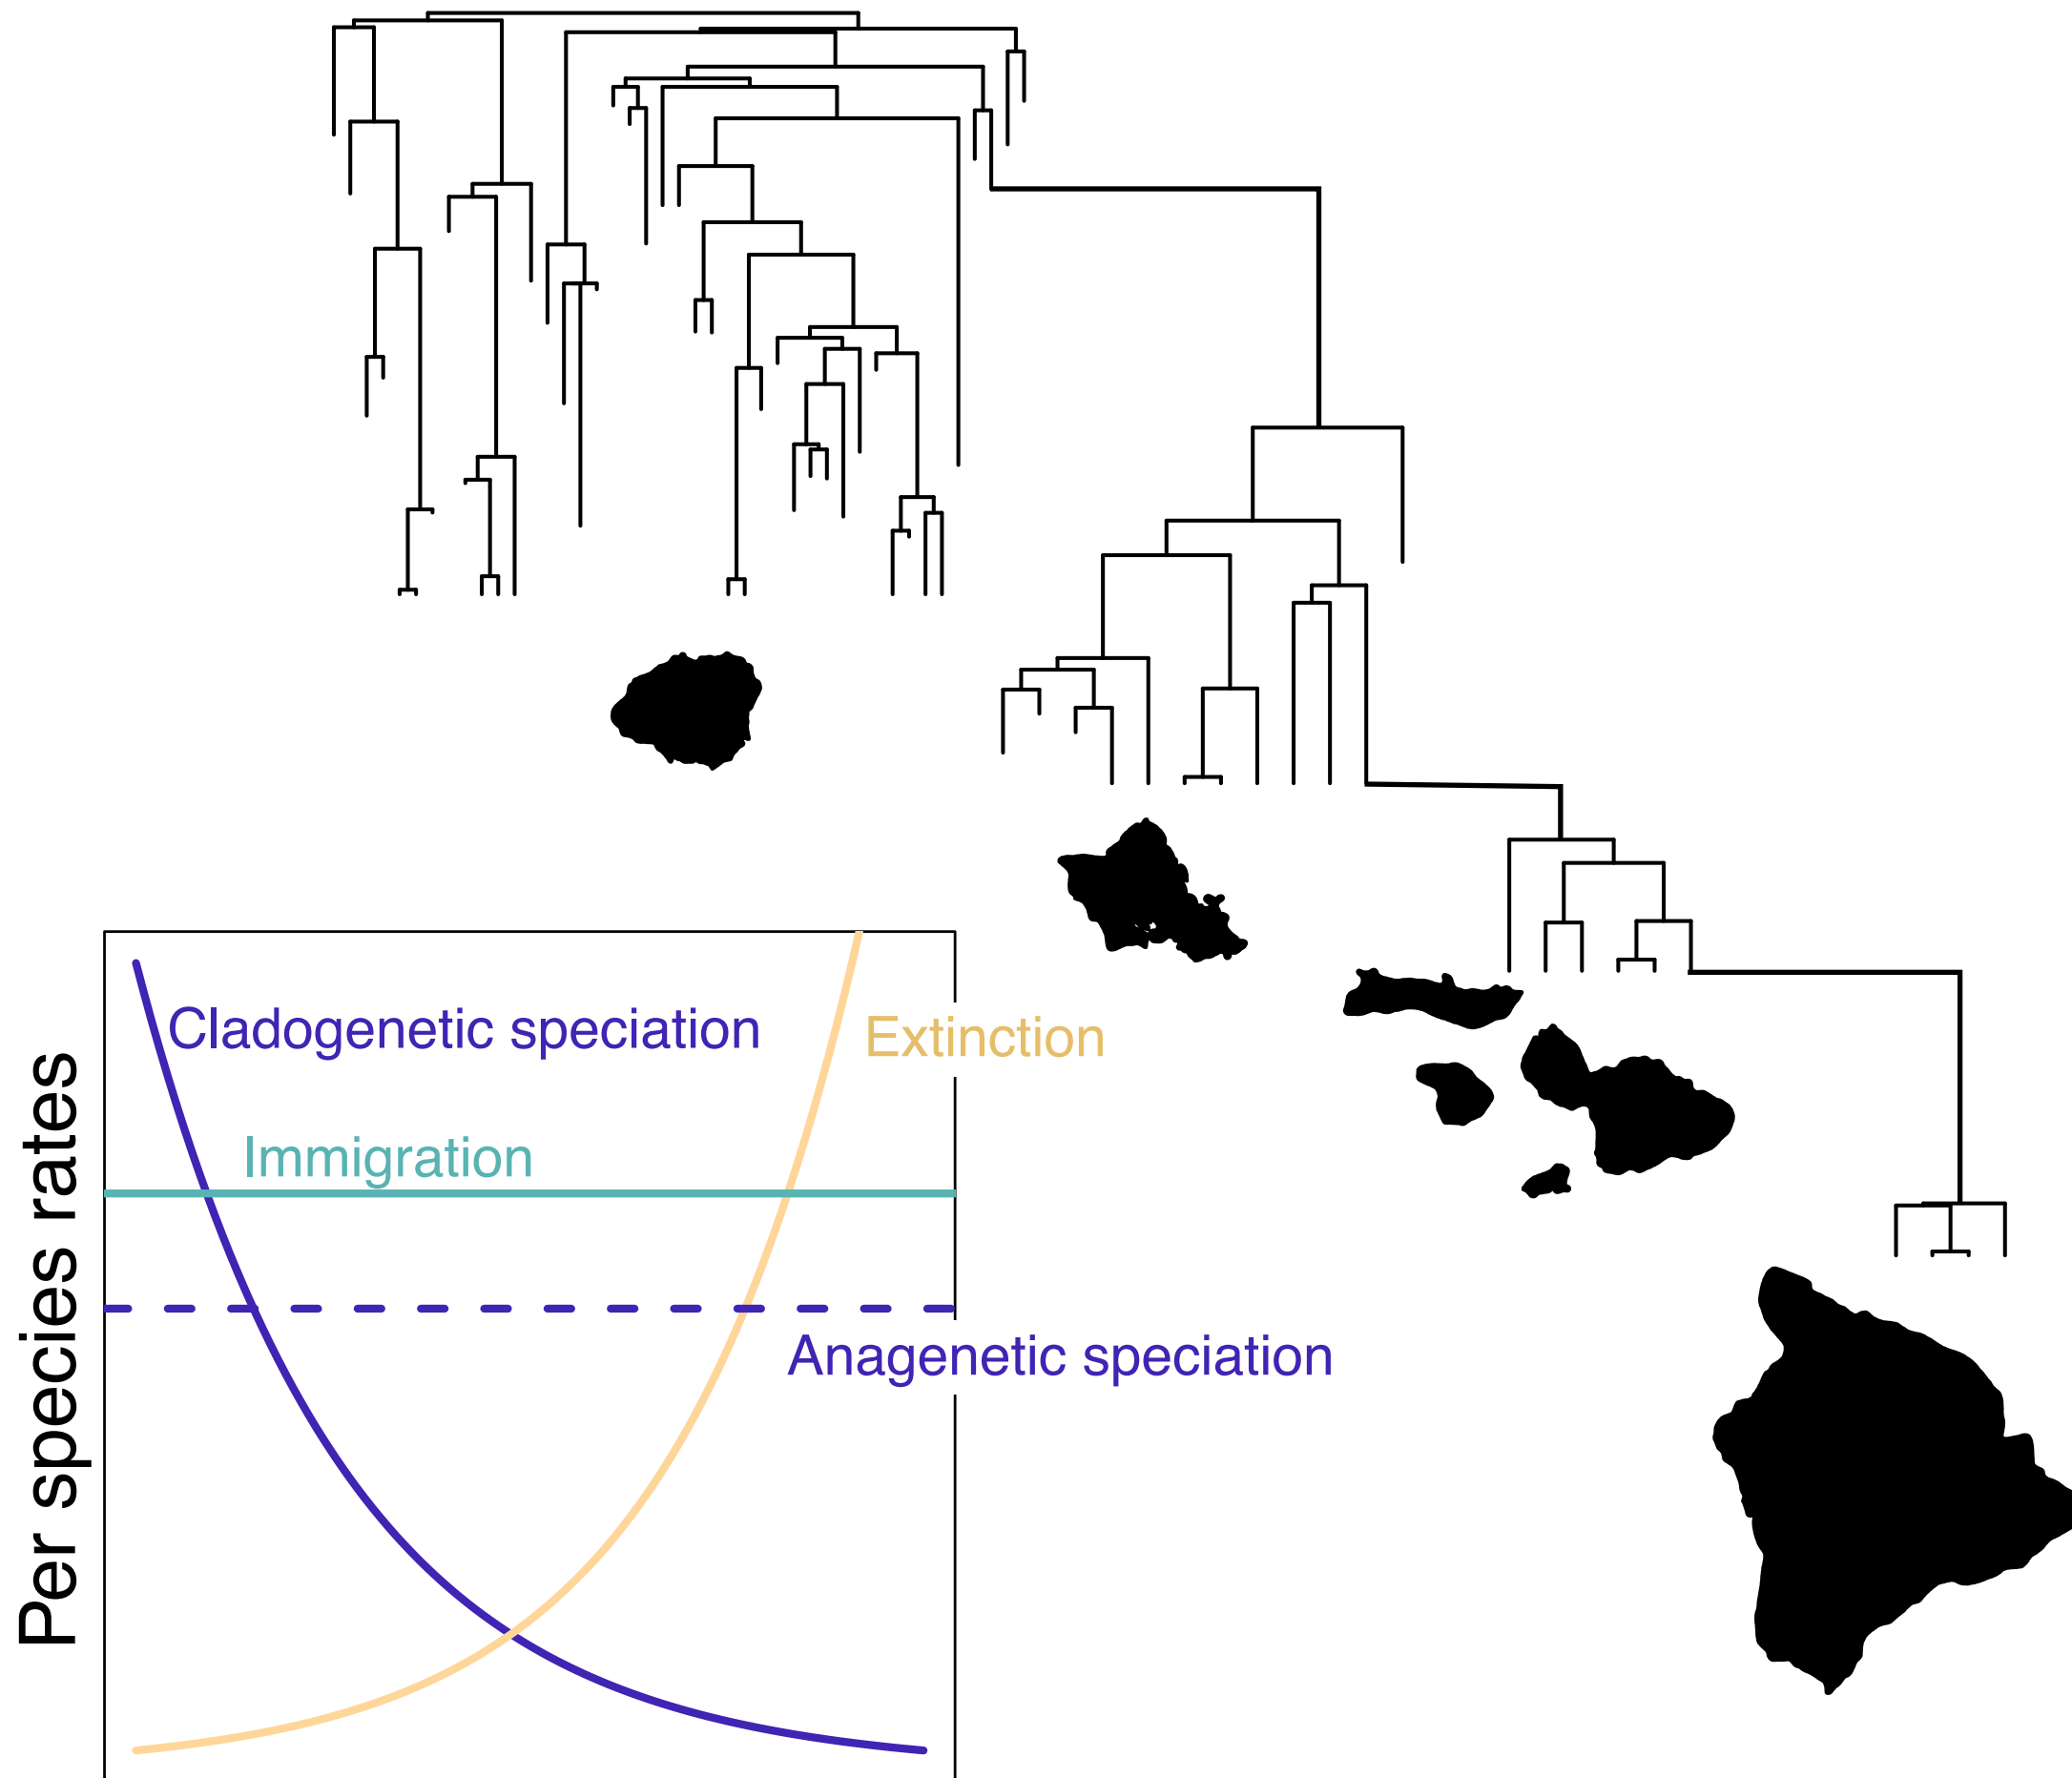 Cladogenetic speciation
Extinction
Immigration
Anagenetic speciation
Per species rates